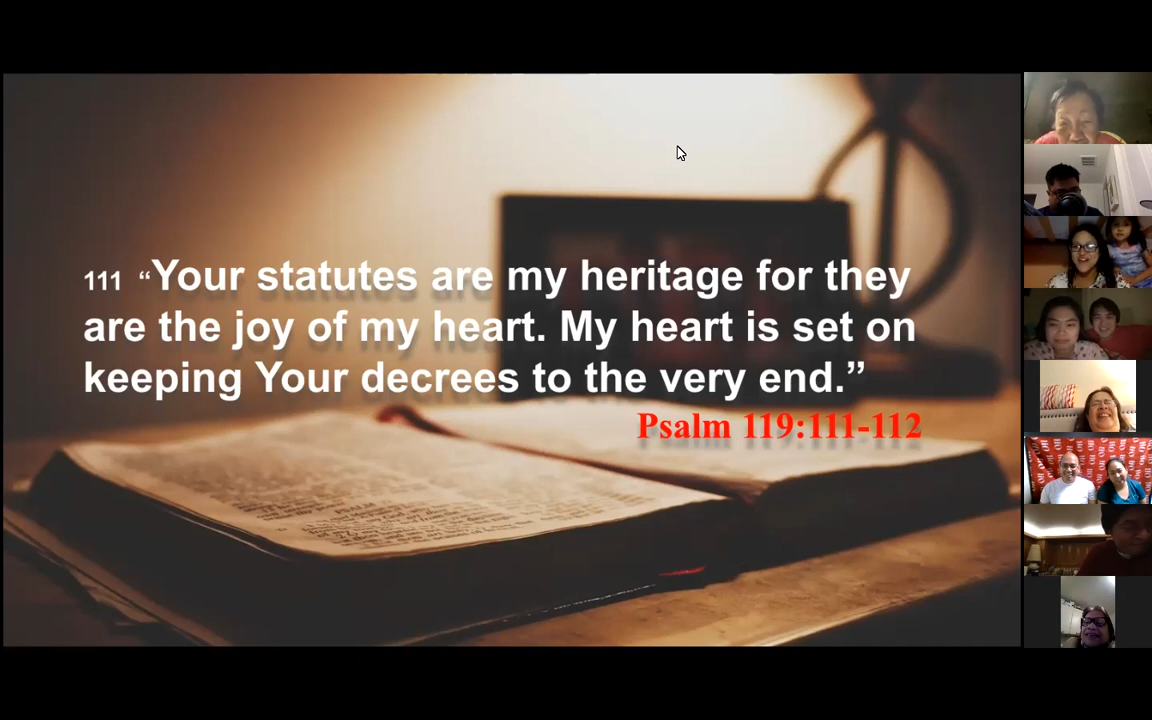 111 “Your statutes are my heritage for they
are the joy of my heart. My heart is set on
keeping Your decrees to the very end.”
Psalm 119:111-112